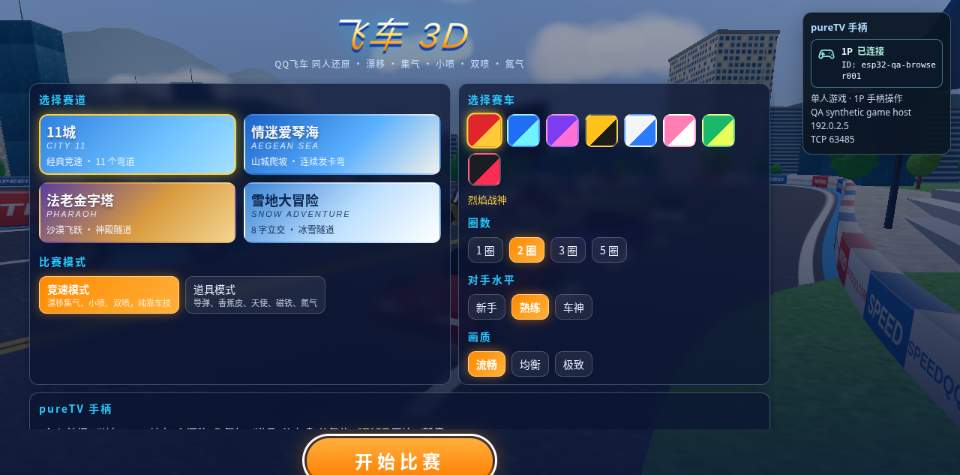 飞车 3D
QQ飞车 同人还原 • 漂移 • 集气 • 小喷 • 双喷 • 氮气
选择赛道
11城
CITY 11
经典竞速 • 11 个弯道
情迷爱琴海
AEGEAN SEA
山城爬坡 • 连续发卡弯
法老金字塔
PHARAOH
沙漠飞跃 • 神殿隧道
雪地大冒险
SNOW ADVENTURE
8 字立交 • 冰雪隧道
比赛模式
竞速模式
漂移集气、小喷、双喷，纯靠车技
道具模式
导弹、香蕉皮、天使、磁铁、氮气
选择赛车
烈焰战神
圈数
1 圈
2 圈
3 圈
5 圈
对手水平
新手
熟练
车神
画质
流畅
均衡
极致
pureTV 手柄
1P 已连接
ID: esp32-qa-browse
r001
单人游戏 · 1P 手柄操作
QA synthetic game host
192.0.2.5
TCP 63485
pureTV 手柄
开始比赛
SPEED
SPEED